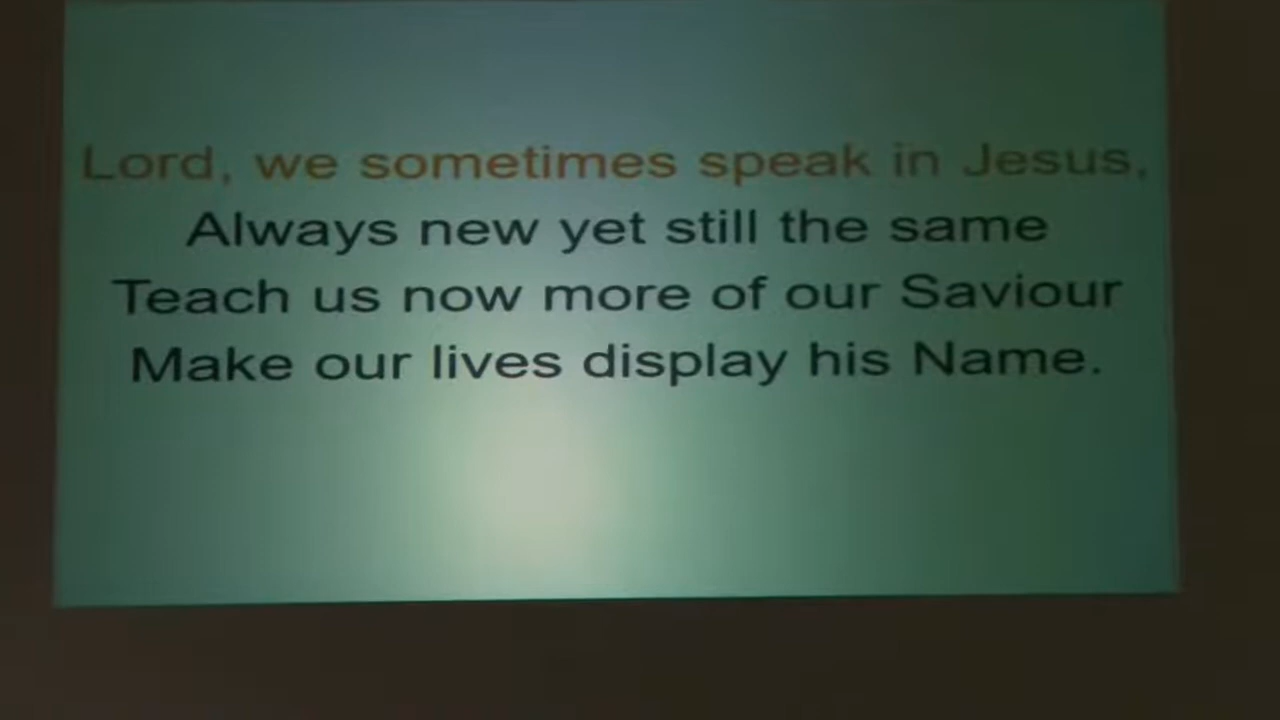 Lord, we sometimes speak in Jesus,
Always new yet still the same
Teach us now more of our Saviour
Make our lives display his Name.